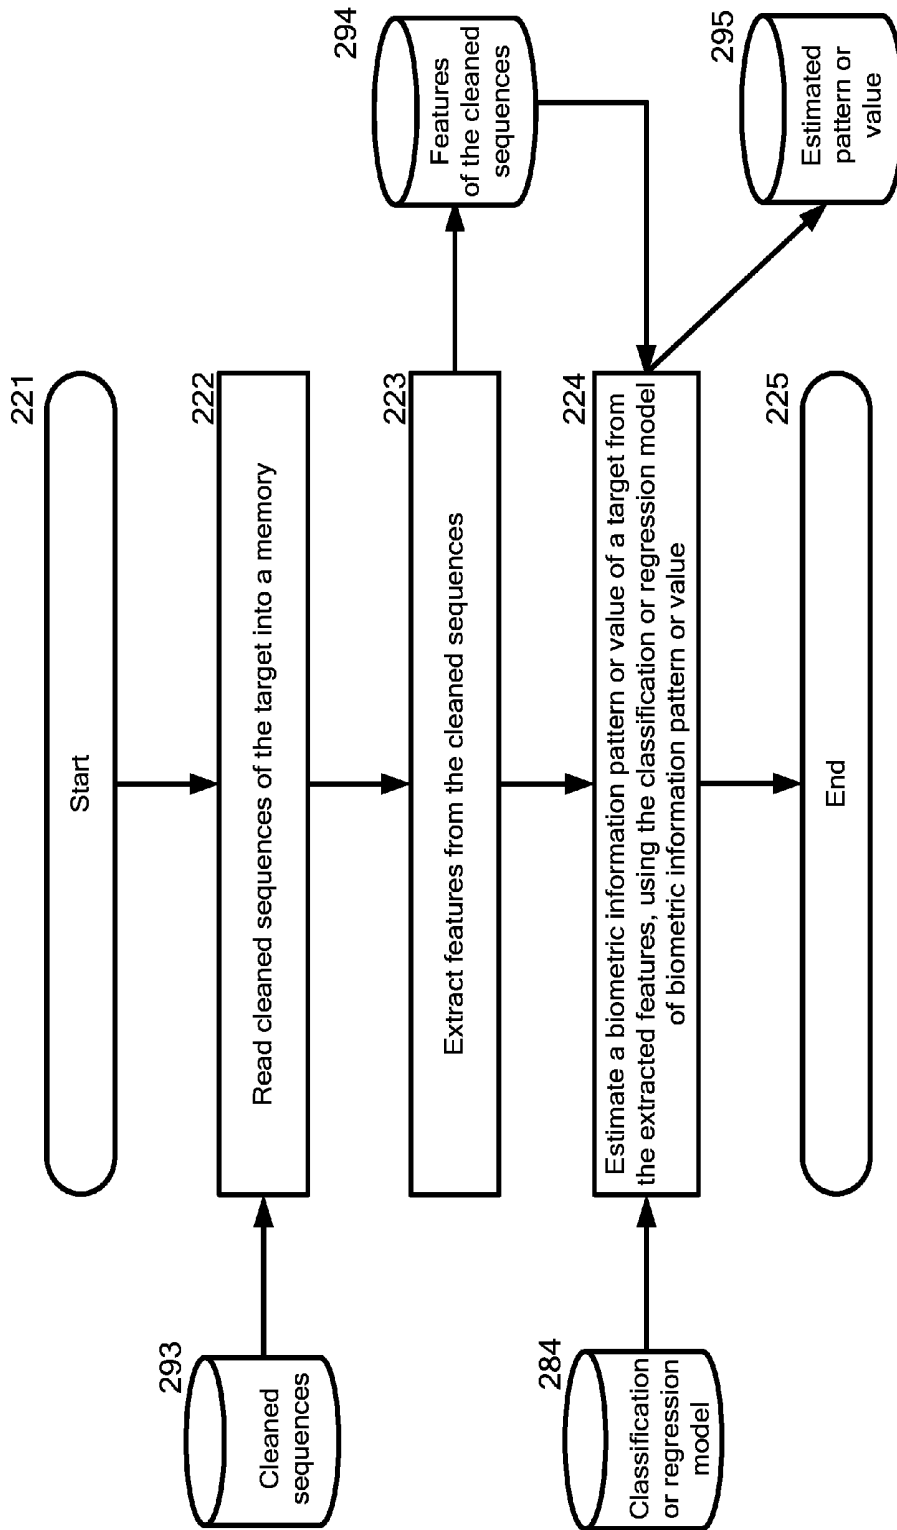 221
Start
293
Cleaned
sequences
222
Read cleaned sequences of the target into a memory
223
Extract features from the cleaned sequences
294
Features
of the cleaned
sequences
284
Classification
or regression
model
224
Estimate a biometric information pattern or value of a target from
the extracted features, using the classification or regression model
of biometric information pattern or value
295
Estimated
pattern or
value
225
End